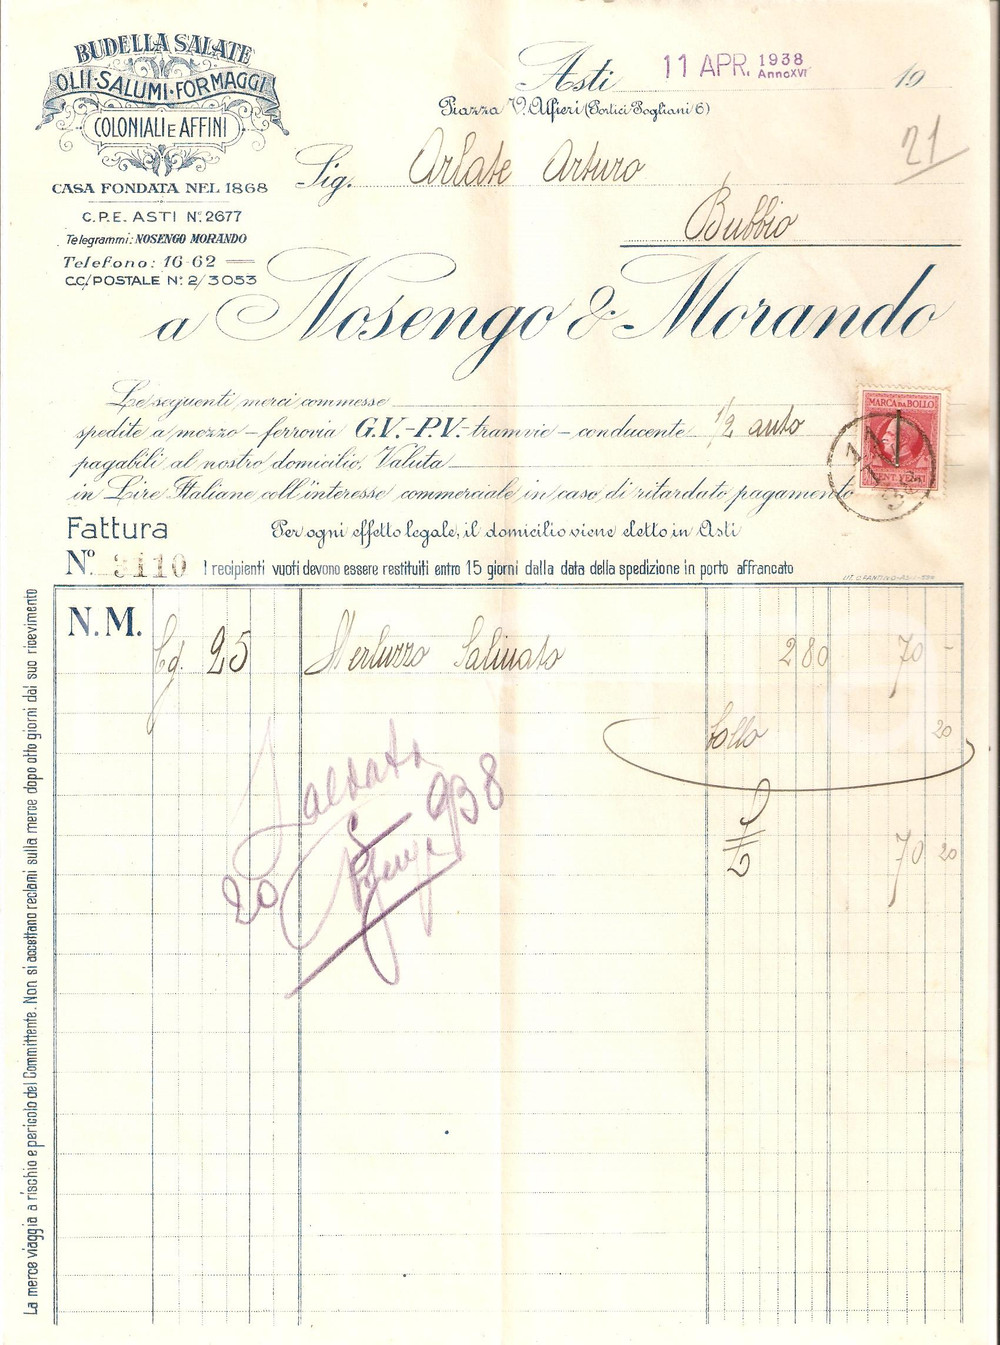 BUDELLA SALATE
OLII·SALUMI·FORMAGGI
COLONIALI E AFFINI
CASA FONDATA NEL 1868
C.P.E. ASTI N° 2677
Telegrammi: NOSENGO MORANDO
Telefono: 16-62
C.C./POSTALE N° 2/3053
Asti 11 APR. 1938 Anno XVI 19
Piazza V. Alfieri (Portici Pogliani 6)
21
Sig. Arlate Arturo
Bubbio
a Nosengo & Morando
Le seguenti merci commesse
spedite a mezzo - ferrovia G.V.-P.V.- tramvie - conducente 1/2 auto
pagabili al nostro domicilio, Valuta
in Lire Italiane coll'interesse commerciale in caso di ritardato pagamento
MARCA DA BOLLO
CENT. VENTI
Fattura Per ogni effetto legale, il domicilio viene eletto in Asti
N° 3110 I recipienti vuoti devono essere restituiti entro 15 giorni dalla data della spedizione in porto affrancato
N. M.
Cg. 25 Merluzzo Salinato 280 70 -
bollo 20
£ 70 20
Saldata
20 938
La merce viaggia a rischio e pericolo del Committente. Non si accettano reclami sulla merce dopo otto giorni dal suo ricevimento